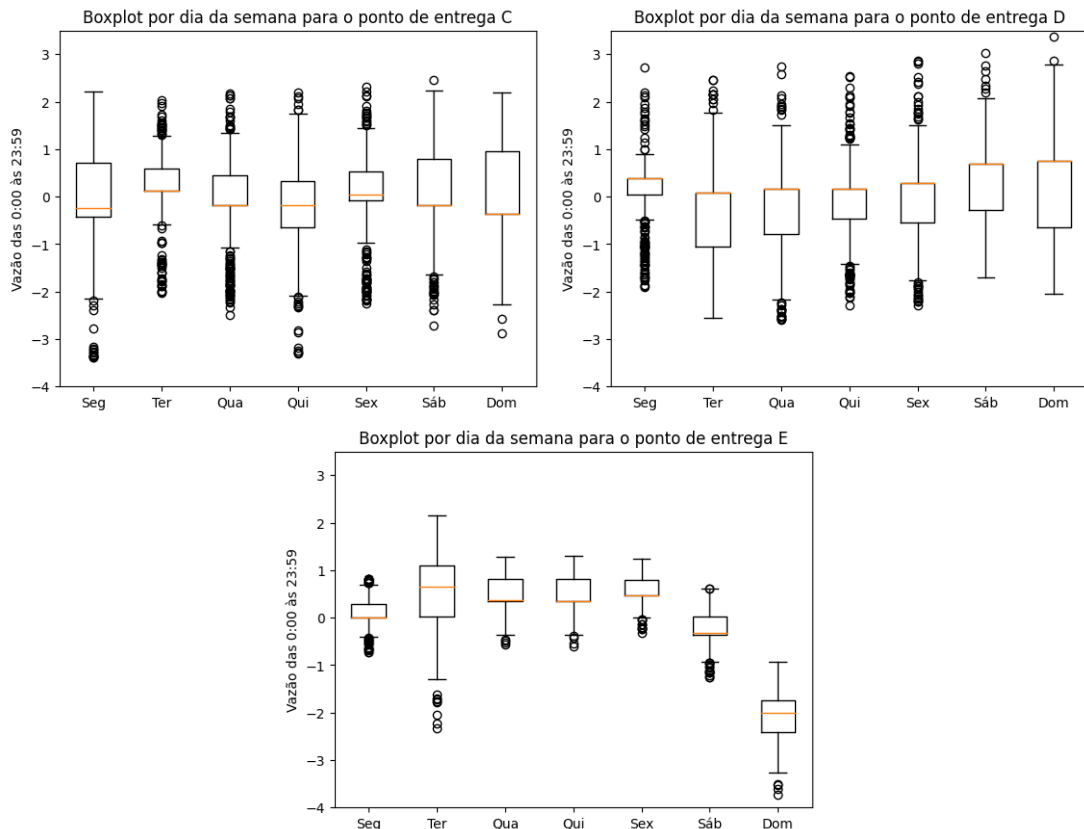 Boxplot por dia da semana para o ponto de entrega C
Vazão das 0:00 às 23:59
3
2
1
0
−1
−2
−3
−4
Seg Ter Qua Qui Sex Sáb Dom
Boxplot por dia da semana para o ponto de entrega D
Vazão das 0:00 às 23:59
3
2
1
0
−1
−2
−3
−4
Seg Ter Qua Qui Sex Sáb Dom
Boxplot por dia da semana para o ponto de entrega E
Vazão das 0:00 às 23:59
3
2
1
0
−1
−2
−3
−4
Seg Ter Qua Qui Sex Sáb Dom